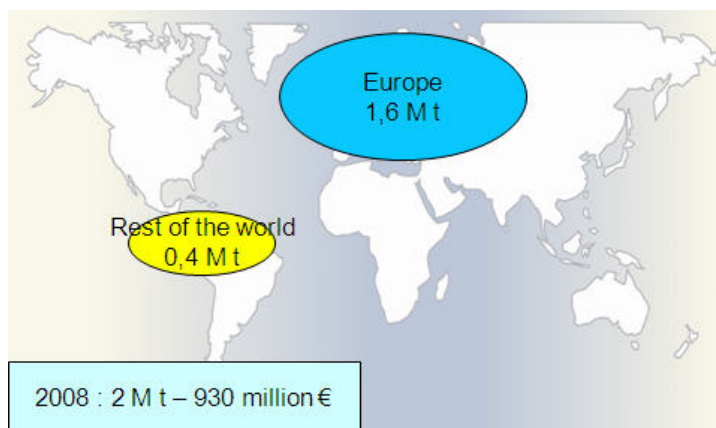 Europe
1,6 M t
Rest of the world
0,4 M t
2008 : 2 M t – 930 million €